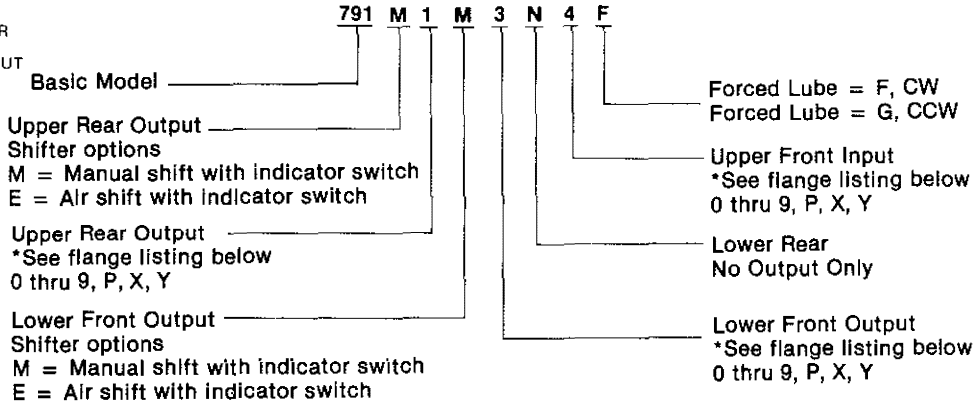 791 M 1 M 3 N 4 F
R
UT
Basic Model
Upper Rear Output
Shifter options
M = Manual shift with indicator switch
E = Air shift with indicator switch
Upper Rear Output
*See flange listing below
0 thru 9, P, X, Y
Lower Front Output
Shifter options
M = Manual shift with indicator switch
E = Air shift with indicator switch
Forced Lube = F, CW
Forced Lube = G, CCW
Upper Front Input
*See flange listing below
0 thru 9, P, X, Y
Lower Rear
No Output Only
Lower Front Output
*See flange listing below
0 thru 9, P, X, Y